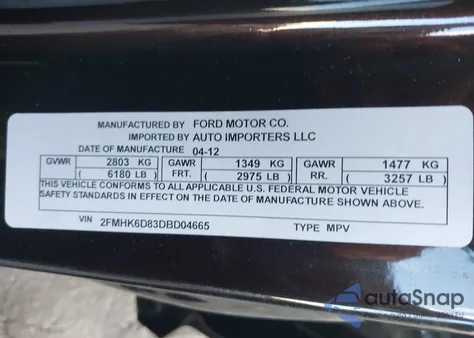 MANUFACTURED BY FORD MOTOR CO.
IMPORTED BY AUTO IMPORTERS LLC
DATE OF MANUFACTURE 04-12
GVWR 2803 KG GAWR 1349 KG GAWR 1477 KG
( 6180 LB ) FRT. ( 2975 LB ) RR. ( 3257 LB )
THIS VEHICLE CONFORMS TO ALL APPLICABLE U.S. FEDERAL MOTOR VEHICLE
SAFETY STANDARDS IN EFFECT ON THE DATE OF MANUFACTURE SHOWN ABOVE.
VIN 2FMHK6D83DBD04665 TYPE MPV
autoSnap